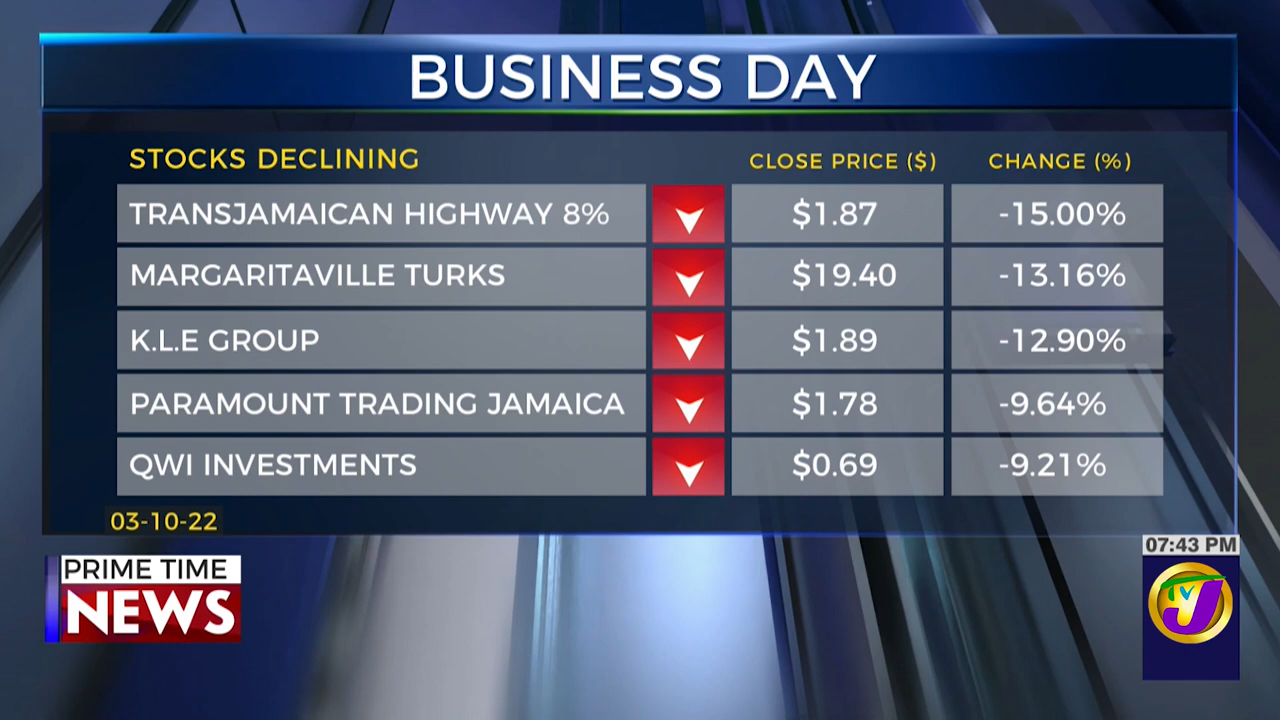 BUSINESS DAY
STOCKS DECLINING CLOSE PRICE ($) CHANGE (%)
TRANSJAMAICAN HIGHWAY 8% $1.87 -15.00%
MARGARITAVILLE TURKS $19.40 -13.16%
K.L.E GROUP $1.89 -12.90%
PARAMOUNT TRADING JAMAICA $1.78 -9.64%
QWI INVESTMENTS $0.69 -9.21%
03-10-22
07:43 PM
PRIME TIME
NEWS
TVJ